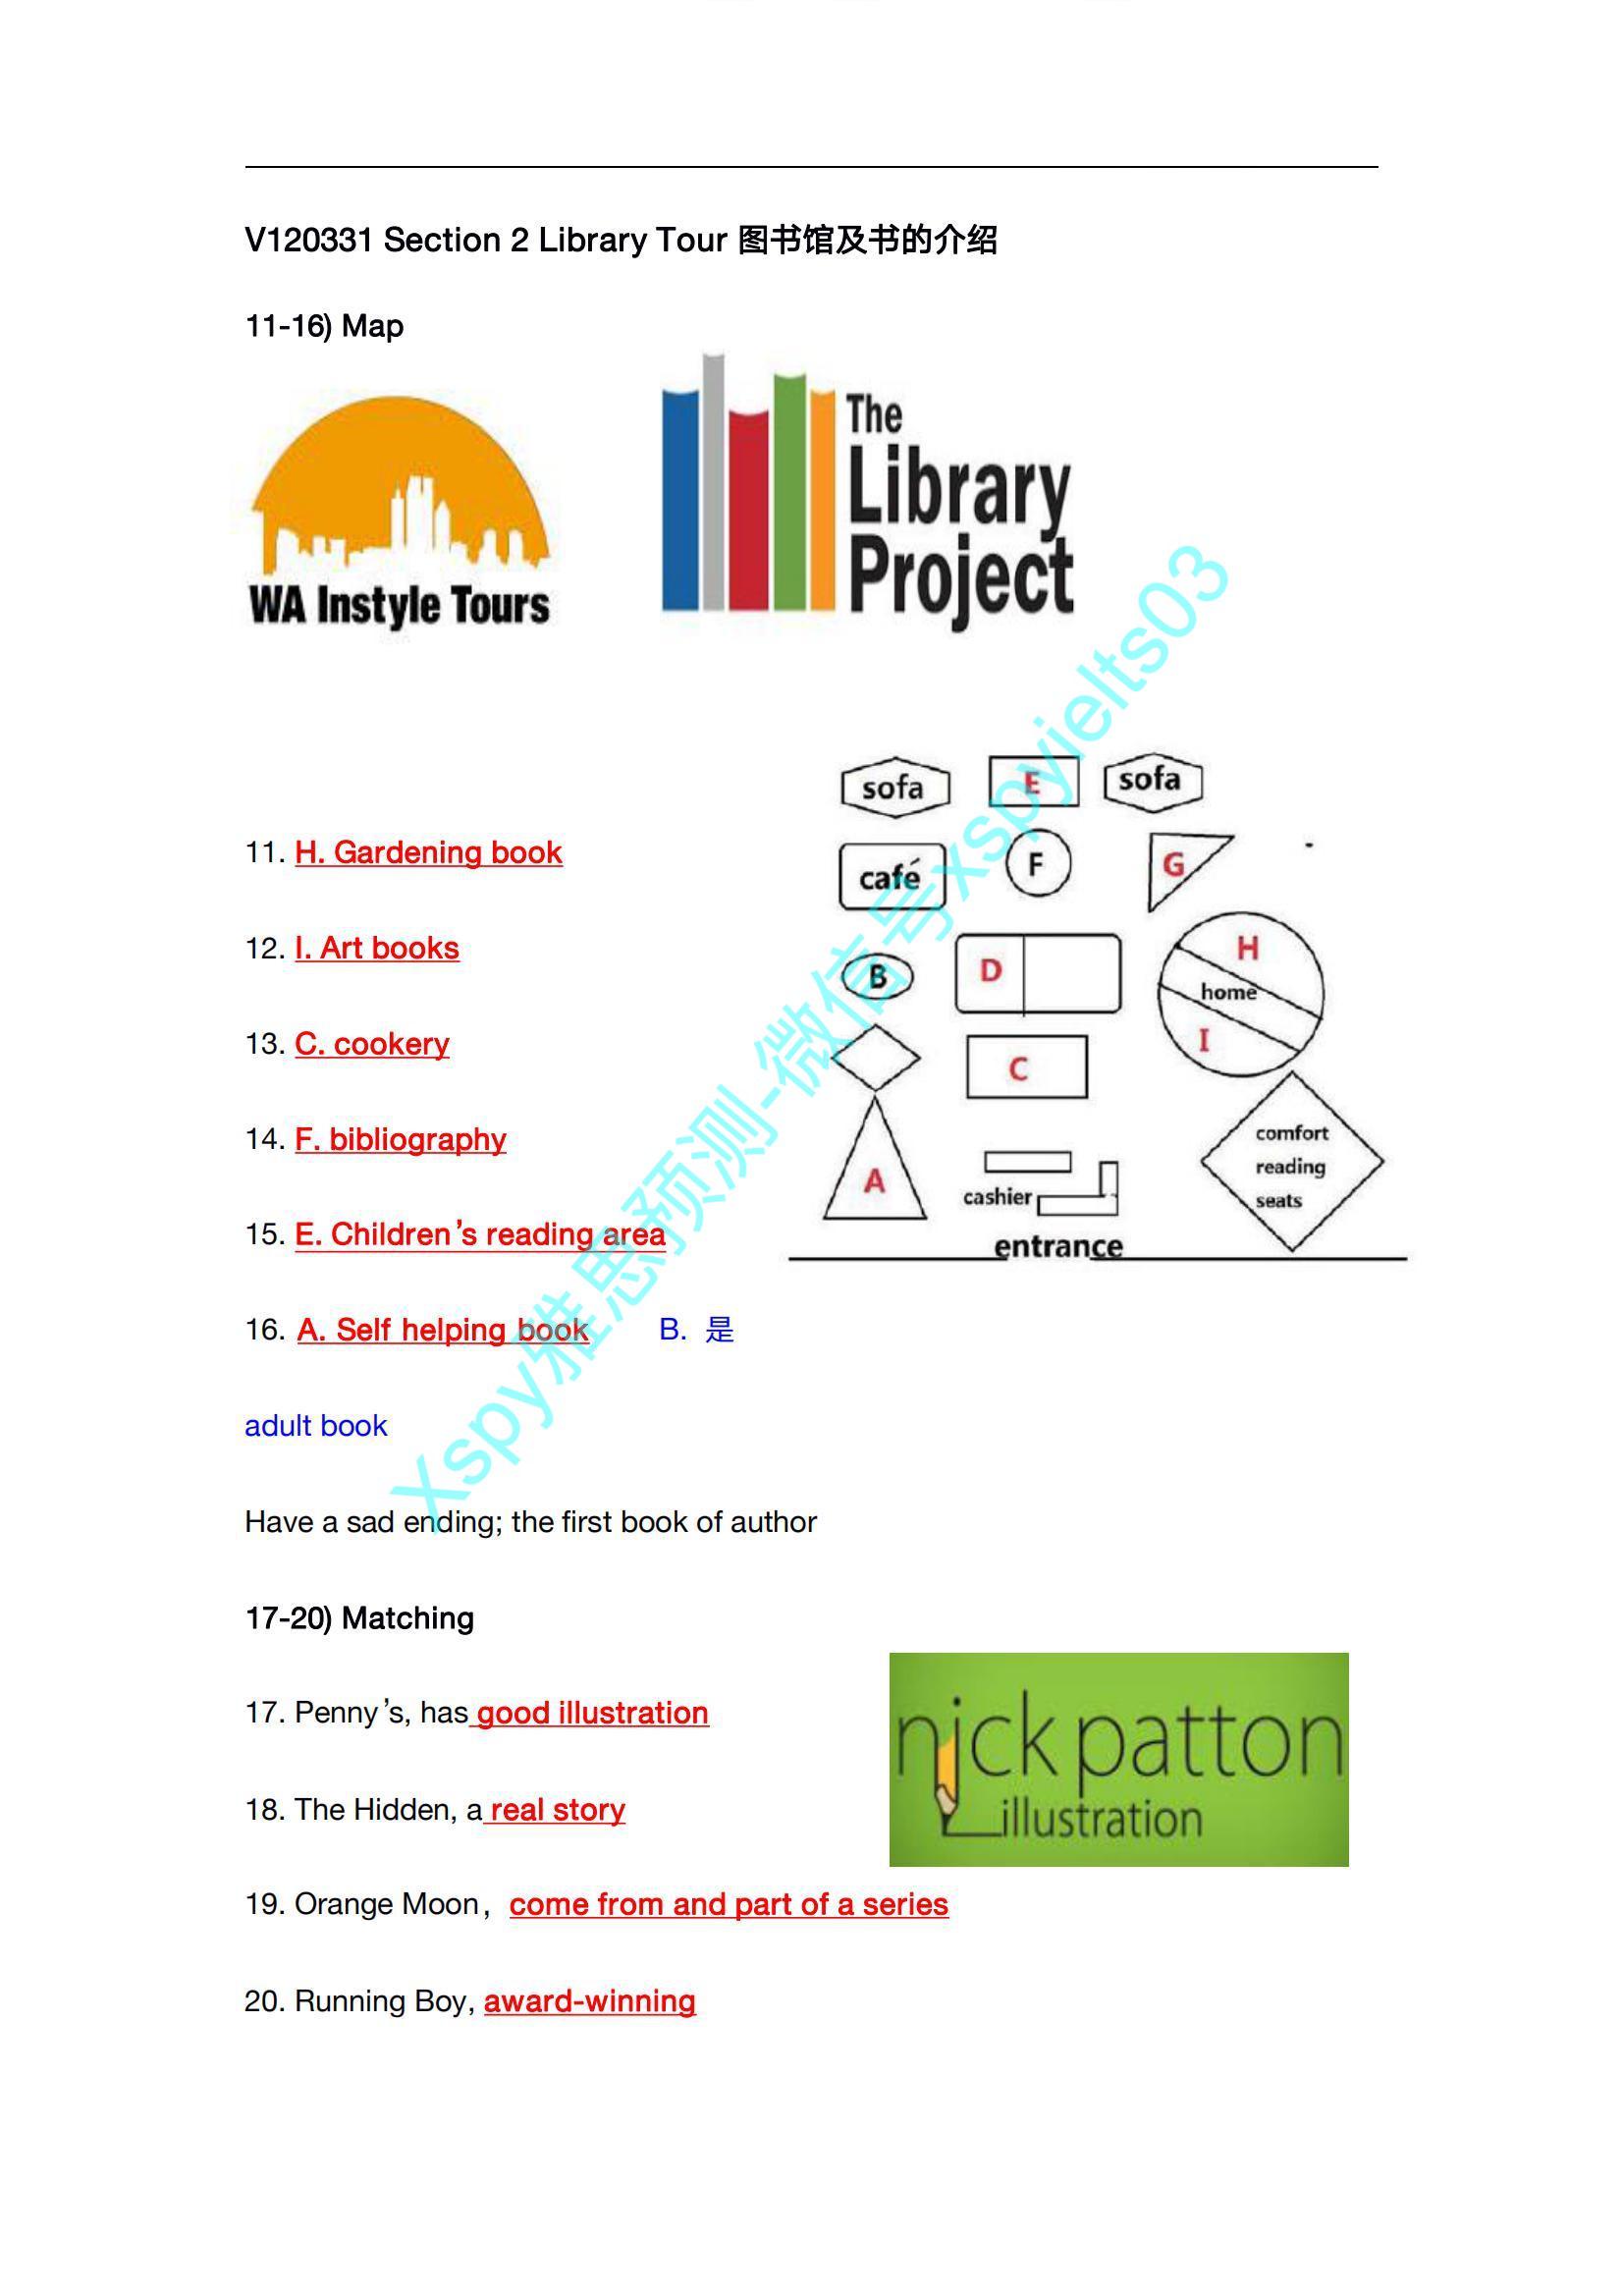 V120331 Section 2 Library Tour 图书馆及书的介绍
11-16) Map
WA Instyle Tours
The
Library
Project
sofa
E
sofa
café
F
G
B
D
H
home
I
C
A
cashier
comfort
reading
seats
entrance
11. H. Gardening book
12. I. Art books
13. C. cookery
14. F. bibliography
15. E. Children’s reading area
16. A. Self helping book B. 是
adult book
Have a sad ending; the first book of author
17-20) Matching
17. Penny’s, has good illustration
18. The Hidden, a real story
nick patton
illustration
19. Orange Moon，come from and part of a series
20. Running Boy, award-winning
Xspy雅思预测-微信号xspyielts03